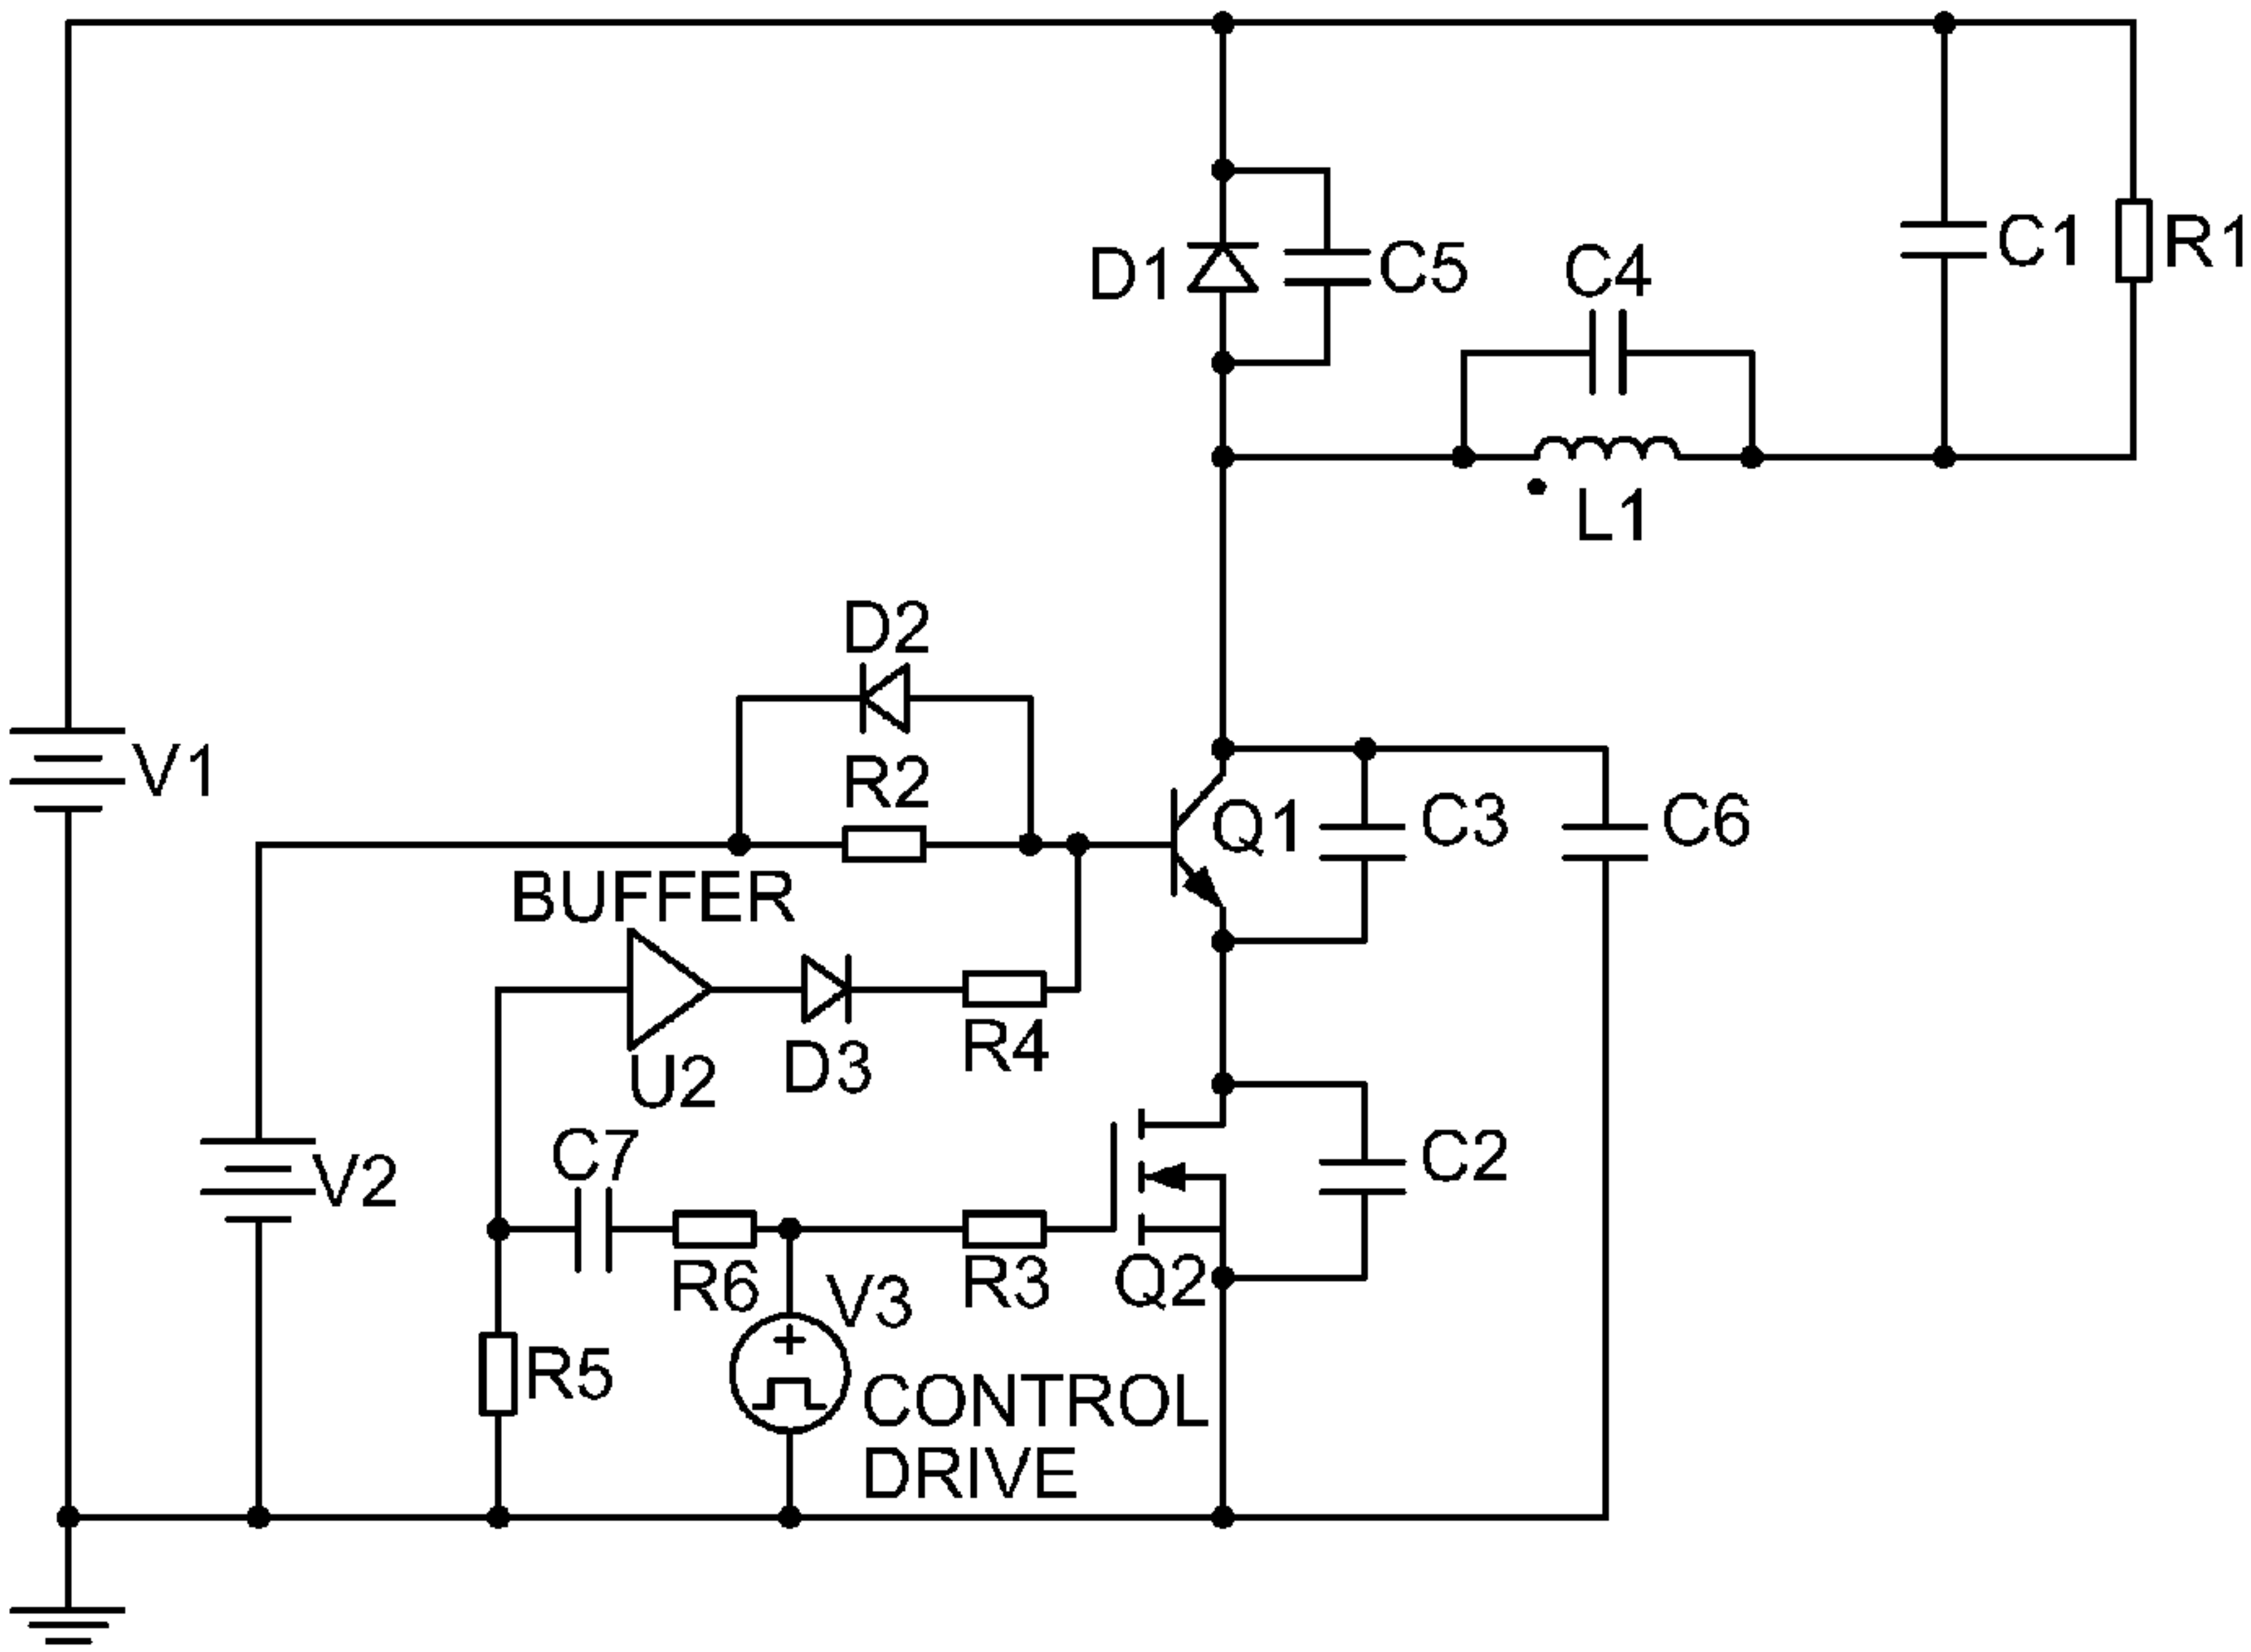 C1
R1
D1
C5
C4
L1
D2
V1
R2
Q1
C3
C6
BUFFER
U2
D3
R4
C7
V2
C2
R6
V3
R3
Q2
R5
CONTROL
DRIVE